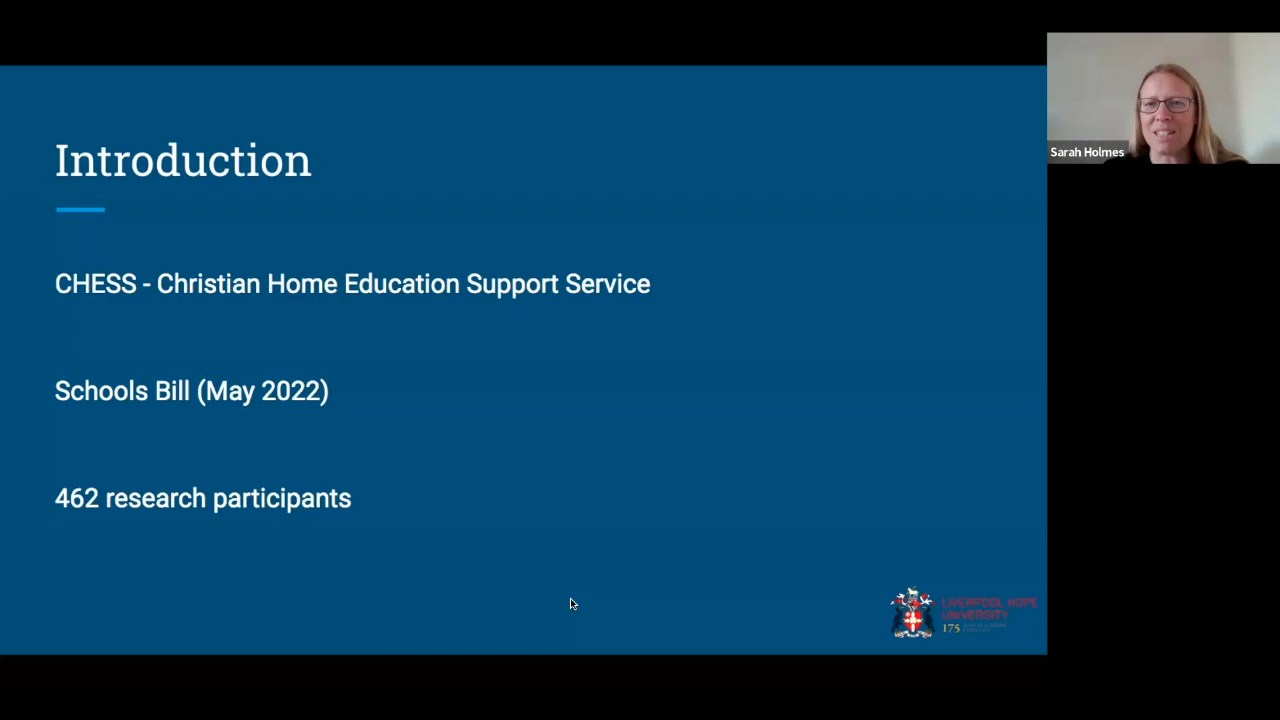 Introduction
CHESS - Christian Home Education Support Service
Schools Bill (May 2022)
462 research participants
LIVERPOOL HOPE
UNIVERSITY
175
Sarah Holmes